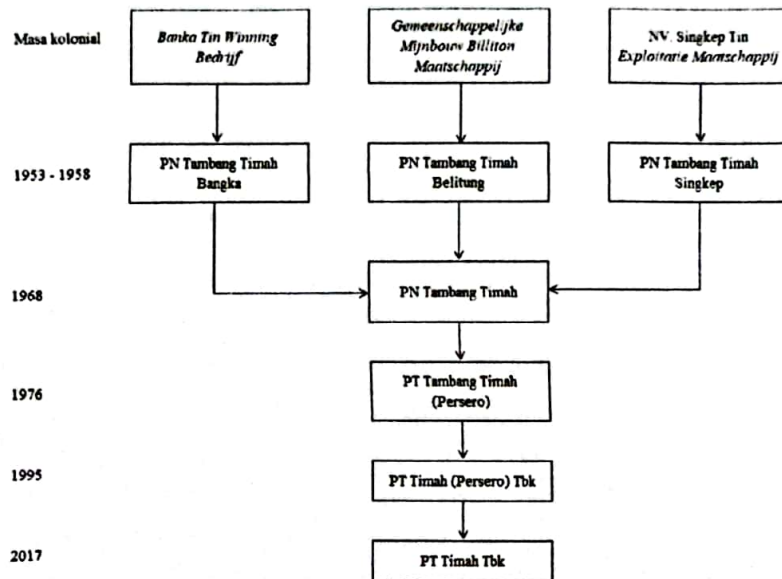 Masa kolonial
Banka Tin Winning
Bedrijf
Gemeenschappelijke
Mijnbouw Billiton
Maatschappij
NV. Singkep Tin
Exploitatie Maatschappij
1953 - 1958
PN Tambang Timah
Bangka
PN Tambang Timah
Belitung
PN Tambang Timah
Singkep
1968
PN Tambang Timah
1976
PT Tambang Timah
(Persero)
1995
PT Timah (Persero) Tbk
2017
PT Timah Tbk